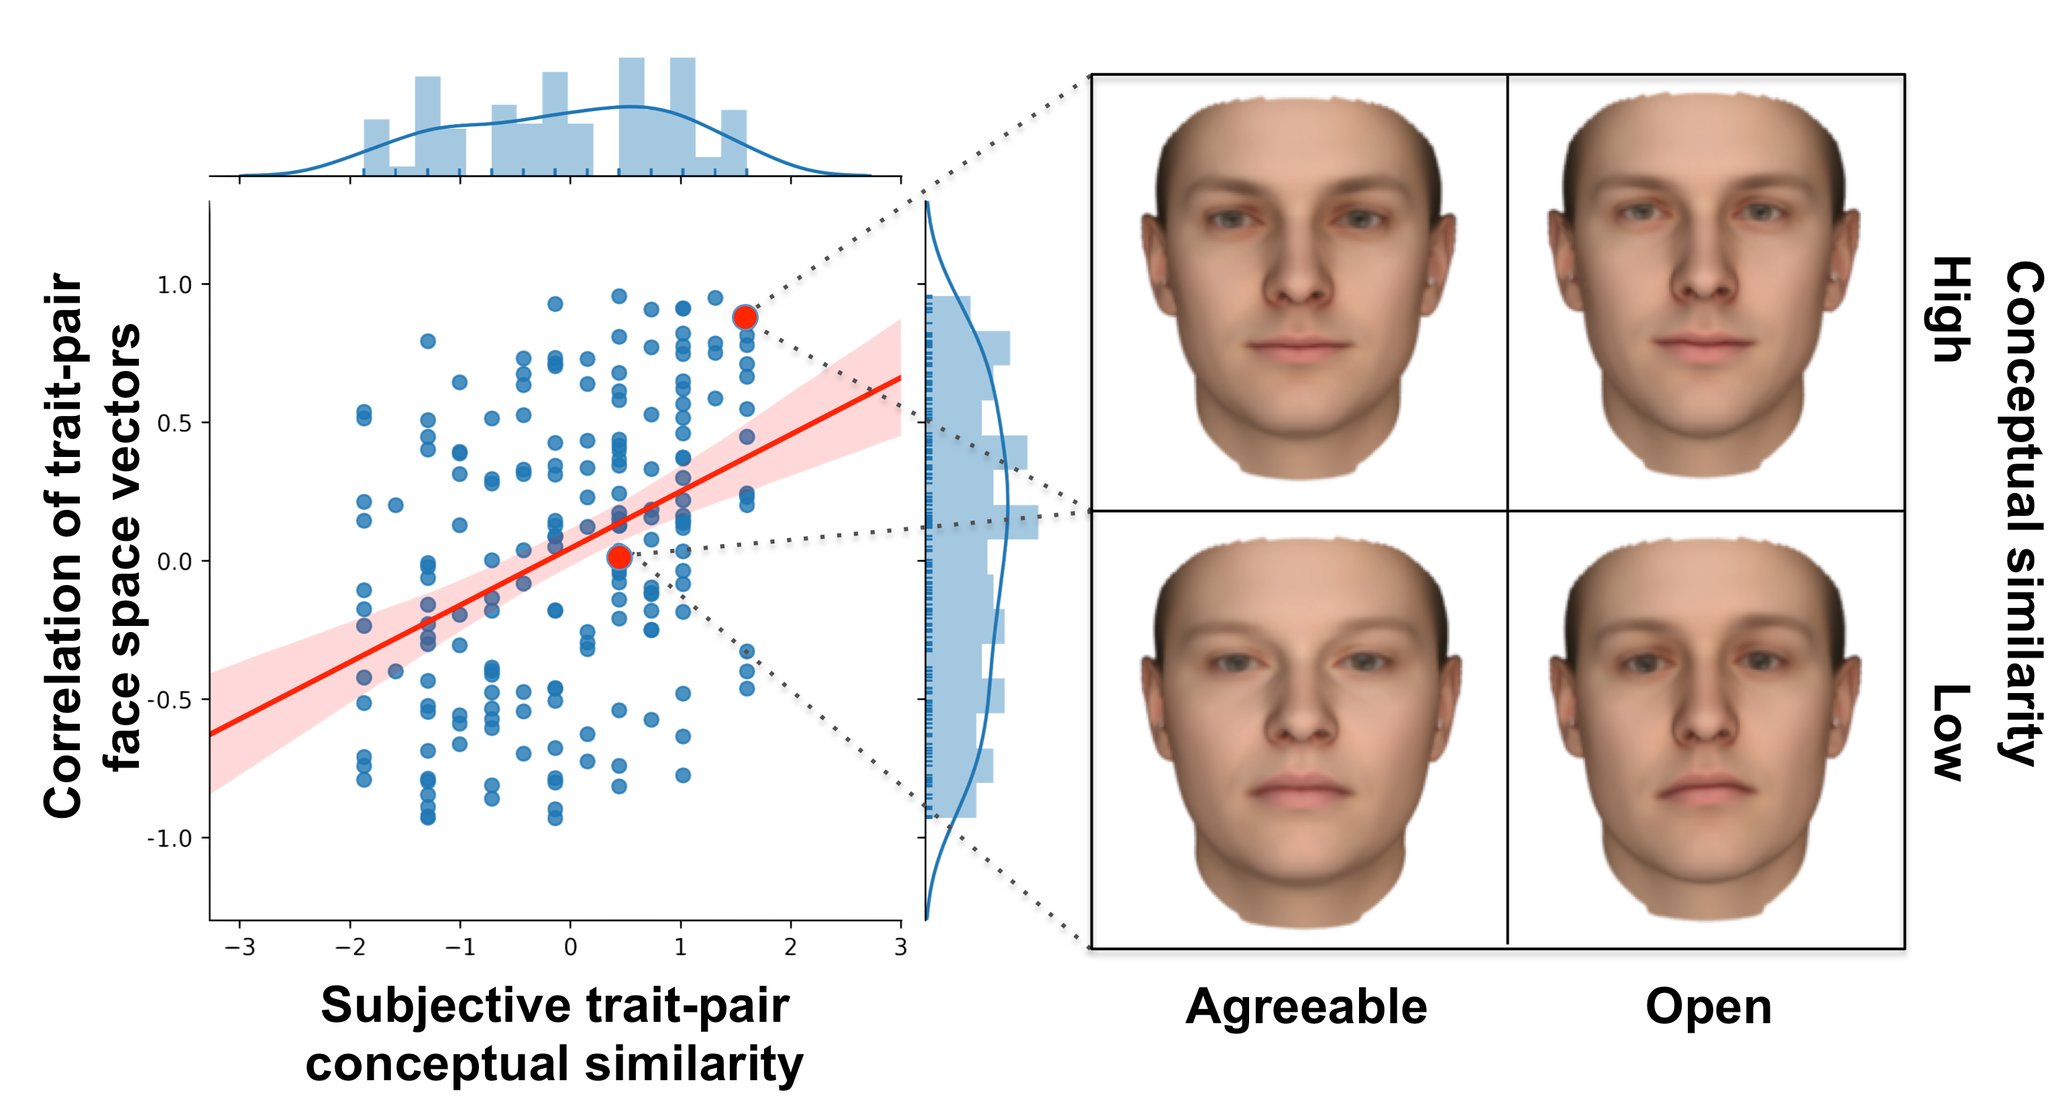 Correlation of trait-pair
face space vectors
1.0
0.5
0.0
-0.5
-1.0
−3
−2
−1
0
1
2
3
Subjective trait-pair
conceptual similarity
Agreeable
Open
High
Low
Conceptual similarity